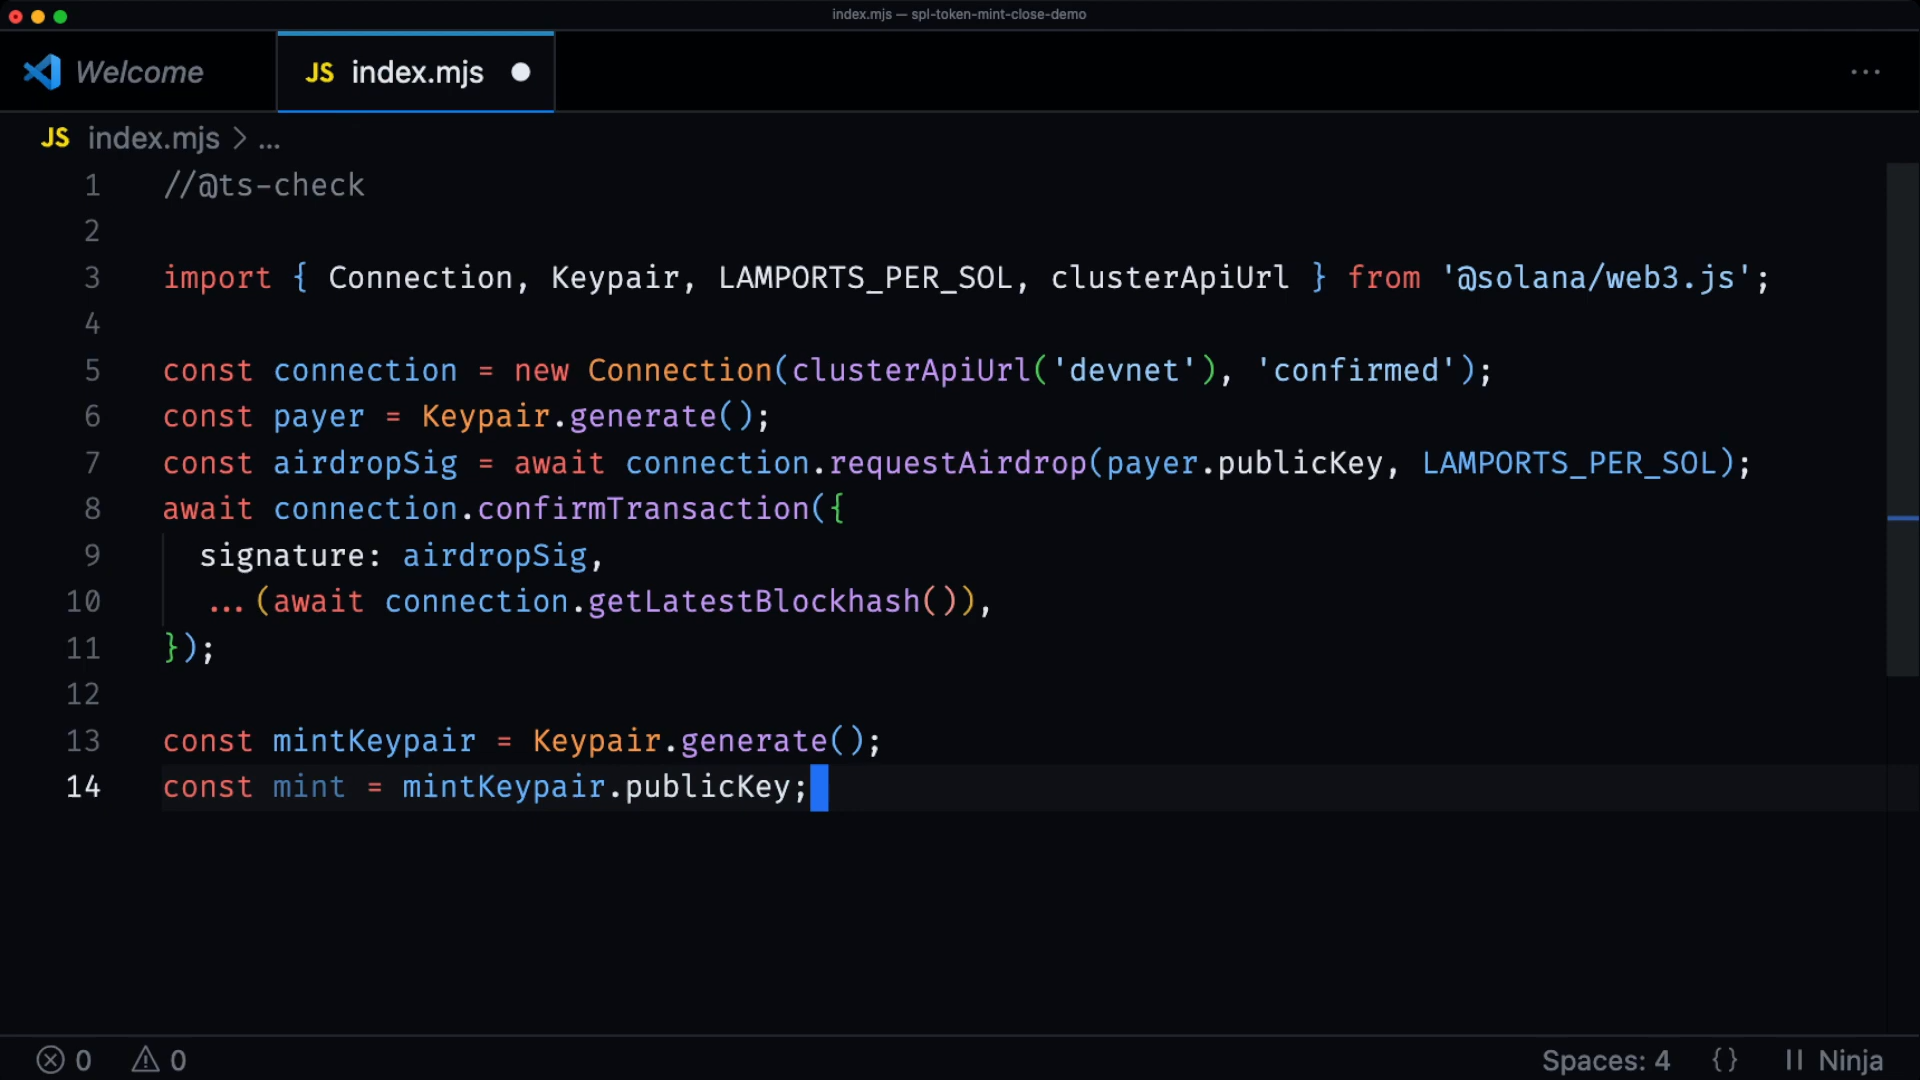 index.mjs — spl-token-mint-close-demo
Welcome
JS index.mjs
JS index.mjs > ...
1 //@ts-check
2
3 import { Connection, Keypair, LAMPORTS_PER_SOL, clusterApiUrl } from '@solana/web3.js';
4
5 const connection = new Connection(clusterApiUrl('devnet'), 'confirmed');
6 const payer = Keypair.generate();
7 const airdropSig = await connection.requestAirdrop(payer.publicKey, LAMPORTS_PER_SOL);
8 await connection.confirmTransaction({
9 signature: airdropSig,
10 ...(await connection.getLatestBlockhash()),
11 });
12
13 const mintKeypair = Keypair.generate();
14 const mint = mintKeypair.publicKey;
0 0 Spaces: 4 {} Ninja